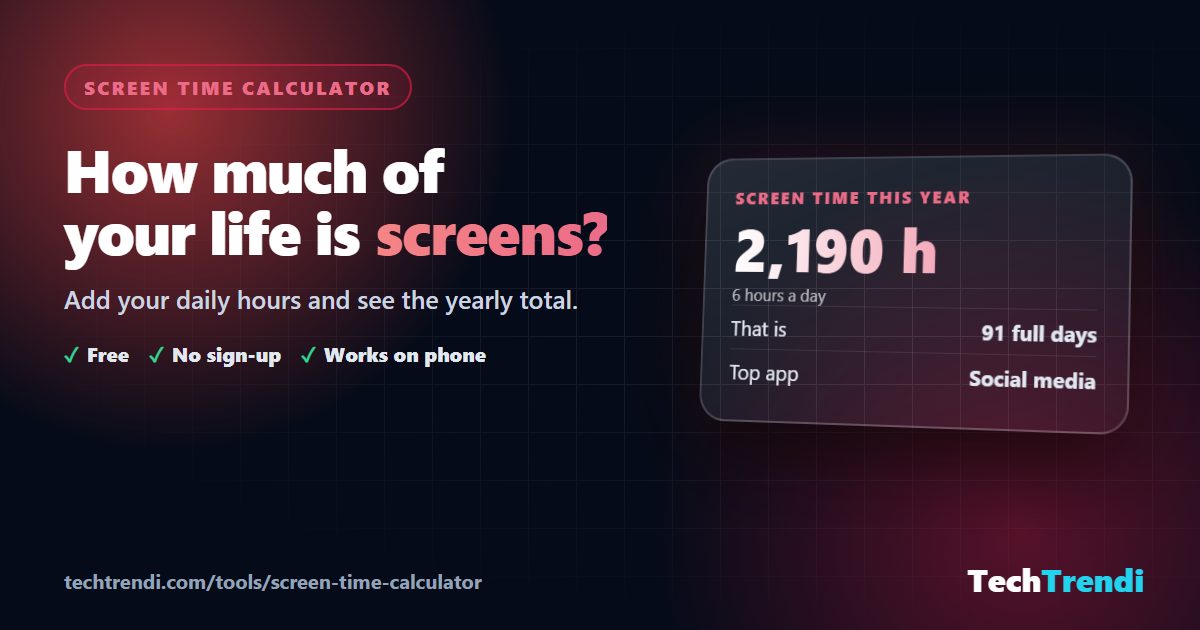 SCREEN TIME CALCULATOR
How much of
your life is screens?
Add your daily hours and see the yearly total.
✓ Free ✓ No sign-up ✓ Works on phone
SCREEN TIME THIS YEAR
2,190 h
6 hours a day
That is 91 full days
Top app Social media
techtrendi.com/tools/screen-time-calculator
TechTrendi